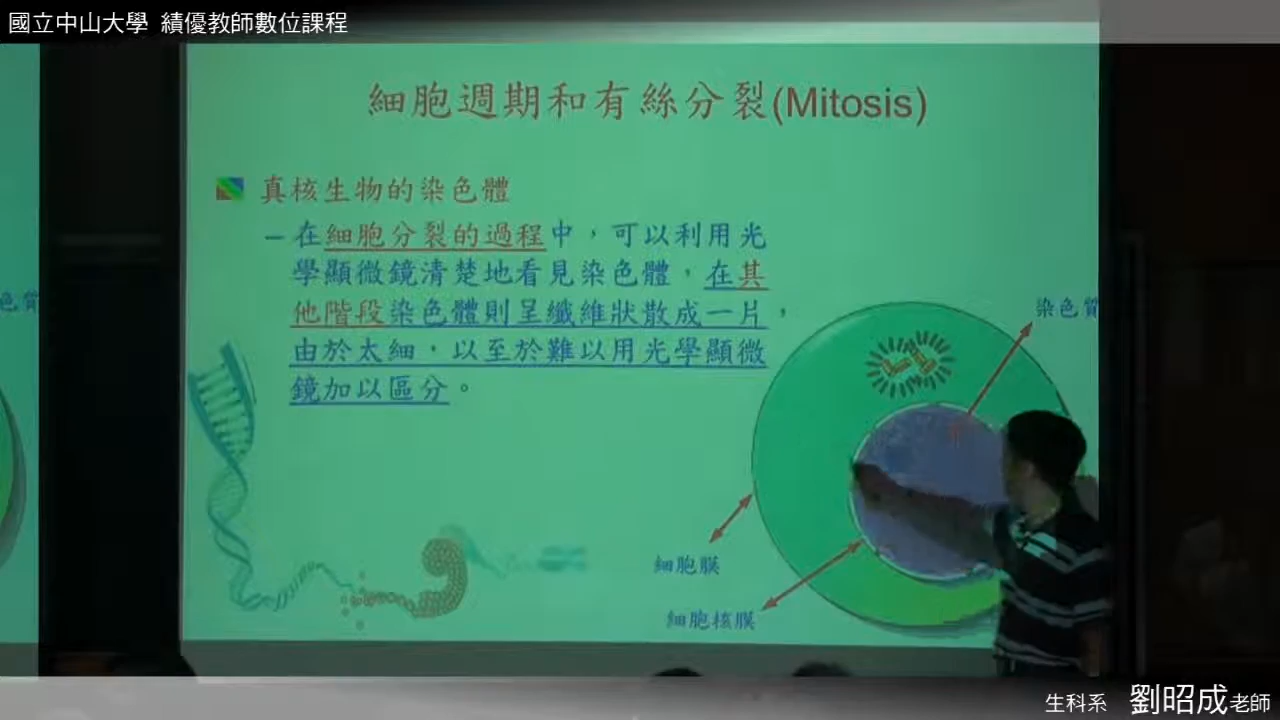 國立中山大學 績優教師數位課程
細胞週期和有絲分裂(Mitosis)
真核生物的染色體
– 在細胞分裂的過程中，可以利用光
學顯微鏡清楚地看見染色體，在其
他階段染色體則呈纖維狀散成一片，
由於太細，以至於難以用光學顯微
鏡加以區分。
色質
染色質
細胞膜
細胞核膜
生科系 劉昭成老師